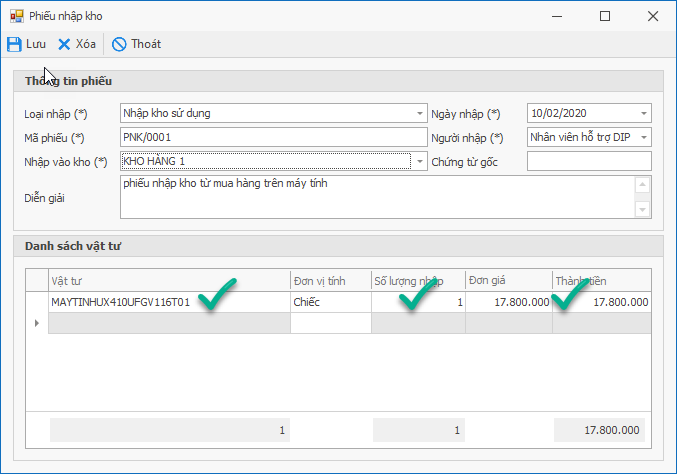 Phiếu nhập kho
Lưu Xóa Thoát
Thông tin phiếu
Loại nhập (*) Nhập kho sử dụng Ngày nhập (*) 10/02/2020
Mã phiếu (*) PNK/0001 Người nhập (*) Nhân viên hỗ trợ DIP
Nhập vào kho (*) KHO HÀNG 1 Chứng từ gốc
Diễn giải phiếu nhập kho từ mua hàng trên máy tính
Danh sách vật tư
Vật tư Đơn vị tính Số lượng nhập Đơn giá Thành tiền
MAYTINHUX410UFGV116T01 Chiếc 1 17.800.000 17.800.000
1 1 17.800.000